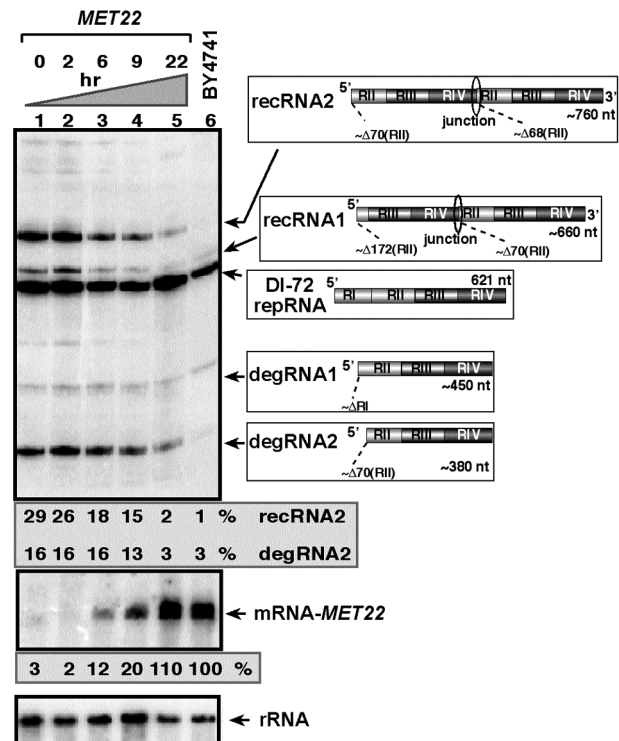 MET22
0 2 6 9 22
hr
BY4741
1 2 3 4 5 6
recRNA2
5' RII RIII RIV RII RIII RIV 3'
junction
~760 nt
~Δ70(RII)
~Δ68(RII)
recRNA1
5' RIII RIV RII RIII RIV 3'
junction
~660 nt
~Δ172(RII)
~Δ70(RII)
DI-72
repRNA
621 nt
5' RI RII RIII RIV
degRNA1
5' RII RIII RIV
~450 nt
~ΔRI
degRNA2
5' RII RIII RIV
~380 nt
~Δ70(RII)
29 26 18 15 2 1 % recRNA2
16 16 16 13 3 3 % degRNA2
mRNA-MET22
3 2 12 20 110 100 %
rRNA